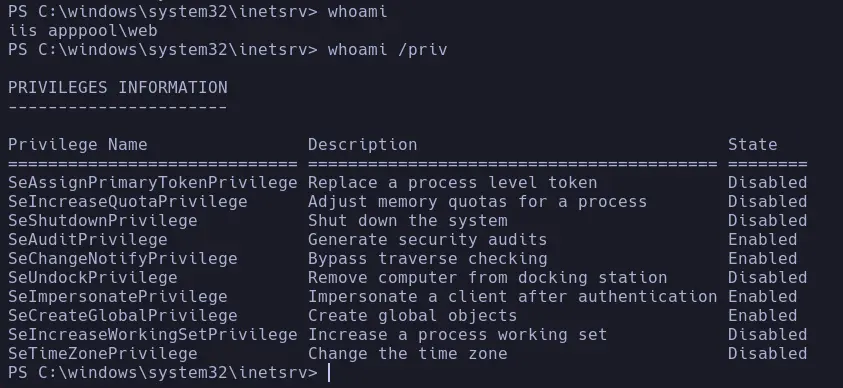 PS C:\windows\system32\inetsrv> whoami
iis apppool\web
PS C:\windows\system32\inetsrv> whoami /priv
PRIVILEGES INFORMATION
----------------------
Privilege Name                Description                               State
============================= ========================================= ========
SeAssignPrimaryTokenPrivilege Replace a process level token             Disabled
SeIncreaseQuotaPrivilege      Adjust memory quotas for a process        Disabled
SeShutdownPrivilege           Shut down the system                      Disabled
SeAuditPrivilege              Generate security audits                  Enabled
SeChangeNotifyPrivilege       Bypass traverse checking                  Enabled
SeUndockPrivilege             Remove computer from docking station      Disabled
SeImpersonatePrivilege        Impersonate a client after authentication Enabled
SeCreateGlobalPrivilege       Create global objects                     Enabled
SeIncreaseWorkingSetPrivilege Increase a process working set            Disabled
SeTimeZonePrivilege           Change the time zone                      Disabled
PS C:\windows\system32\inetsrv>